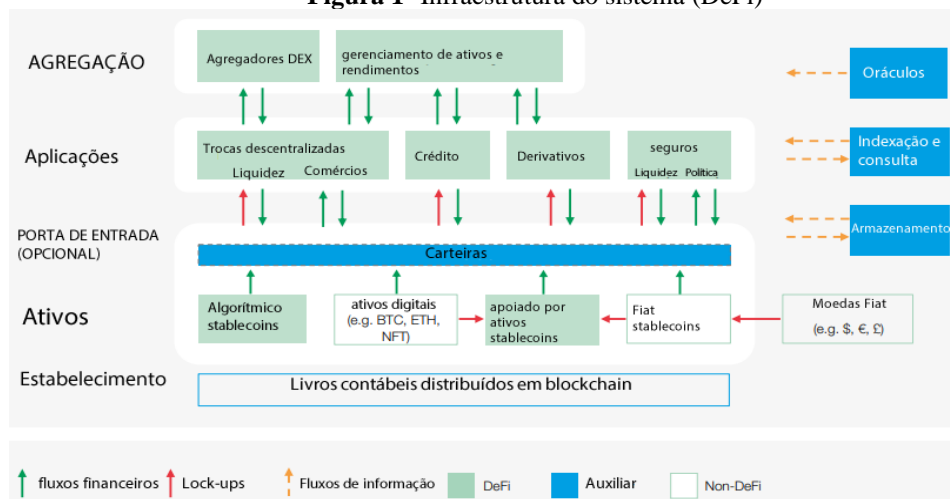 Figura 1- Infraestrutura do sistema (DeFi)
AGREGAÇÃO
Agregadores DEX
gerenciamento de ativos e
rendimentos
Oráculos
Aplicações
Trocas descentralizadas
Liquidez
Comércios
Crédito
Derivativos
seguros
Liquidez
Política
Indexação e
consulta
PORTA DE ENTRADA
(OPCIONAL)
Carteiras
Armazenamento
Ativos
Algorítmico
stablecoins
ativos digitais
(e.g. BTC, ETH,
NFT)
apoiado por
ativos
stablecoins
Fiat
stablecoins
Moedas Fiat
(e.g. $, €, £)
Estabelecimento
Livros contábeis distribuídos em blockchain
fluxos financeiros
Lock-ups
Fluxos de informação
DeFi
Auxiliar
Non-DeFi